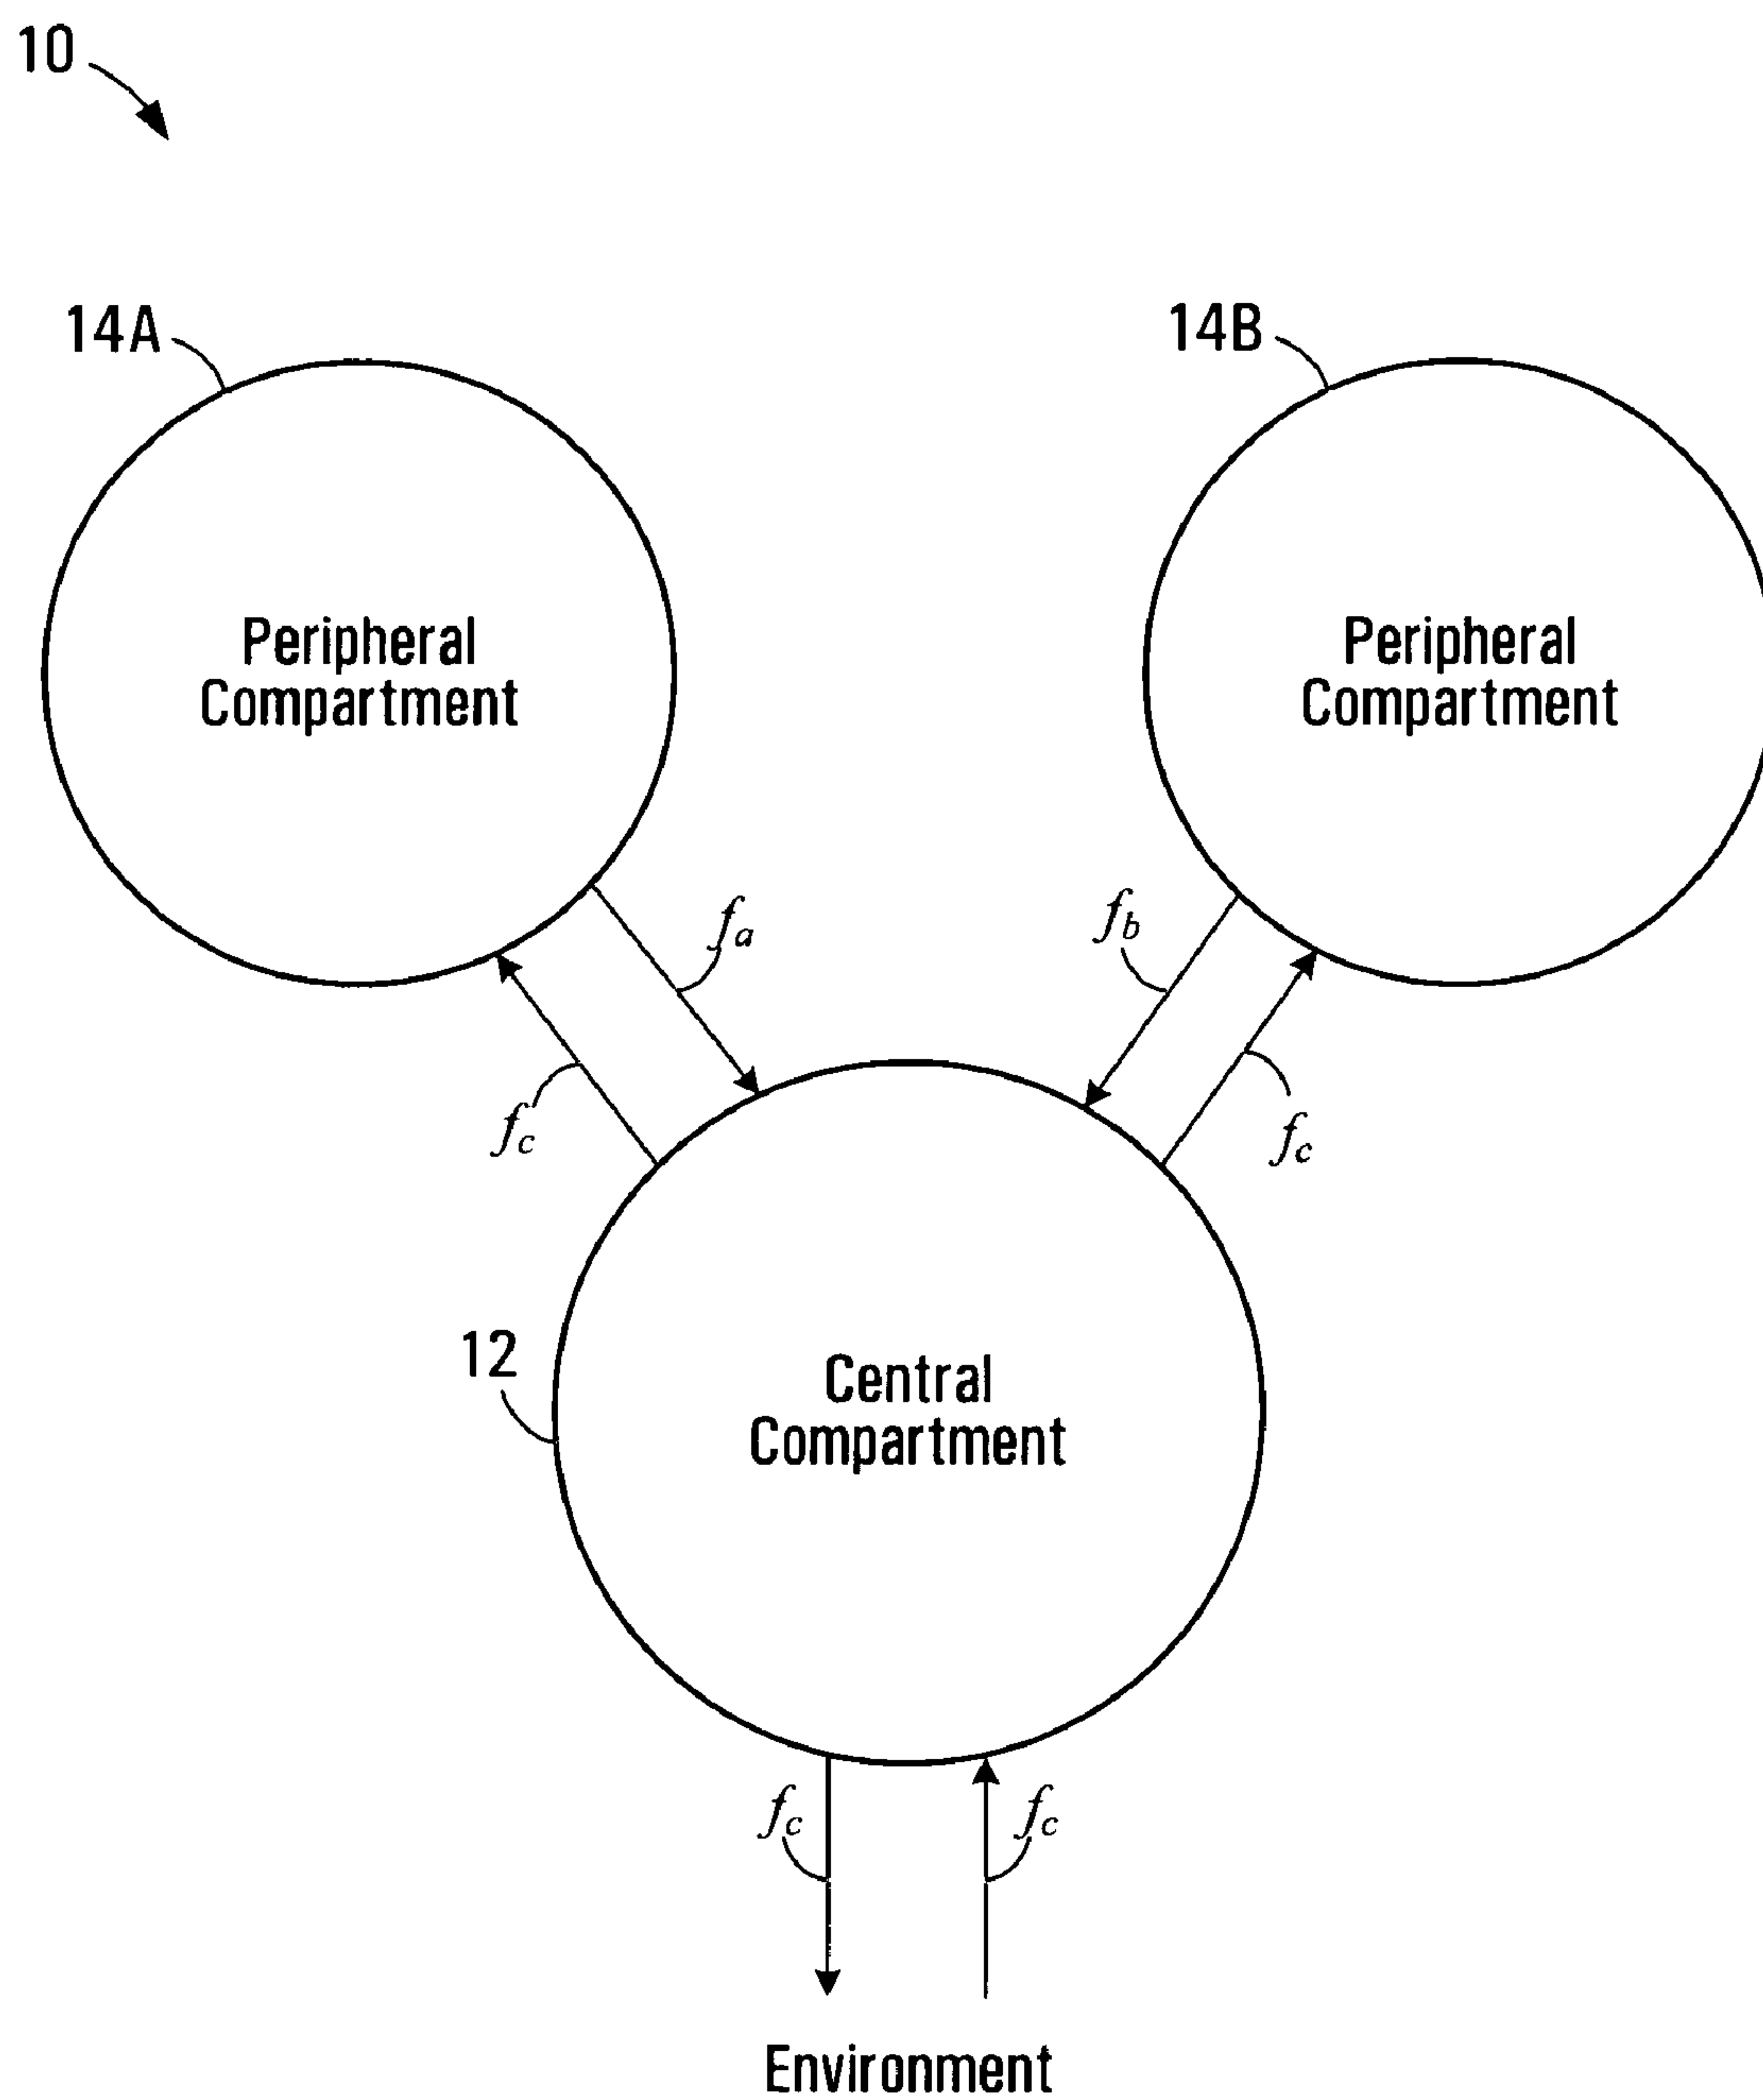 10
14A
14B
Peripheral
Compartment
Peripheral
Compartment
fa
fb
fc
fc
12
Central
Compartment
fc
fc
Environment